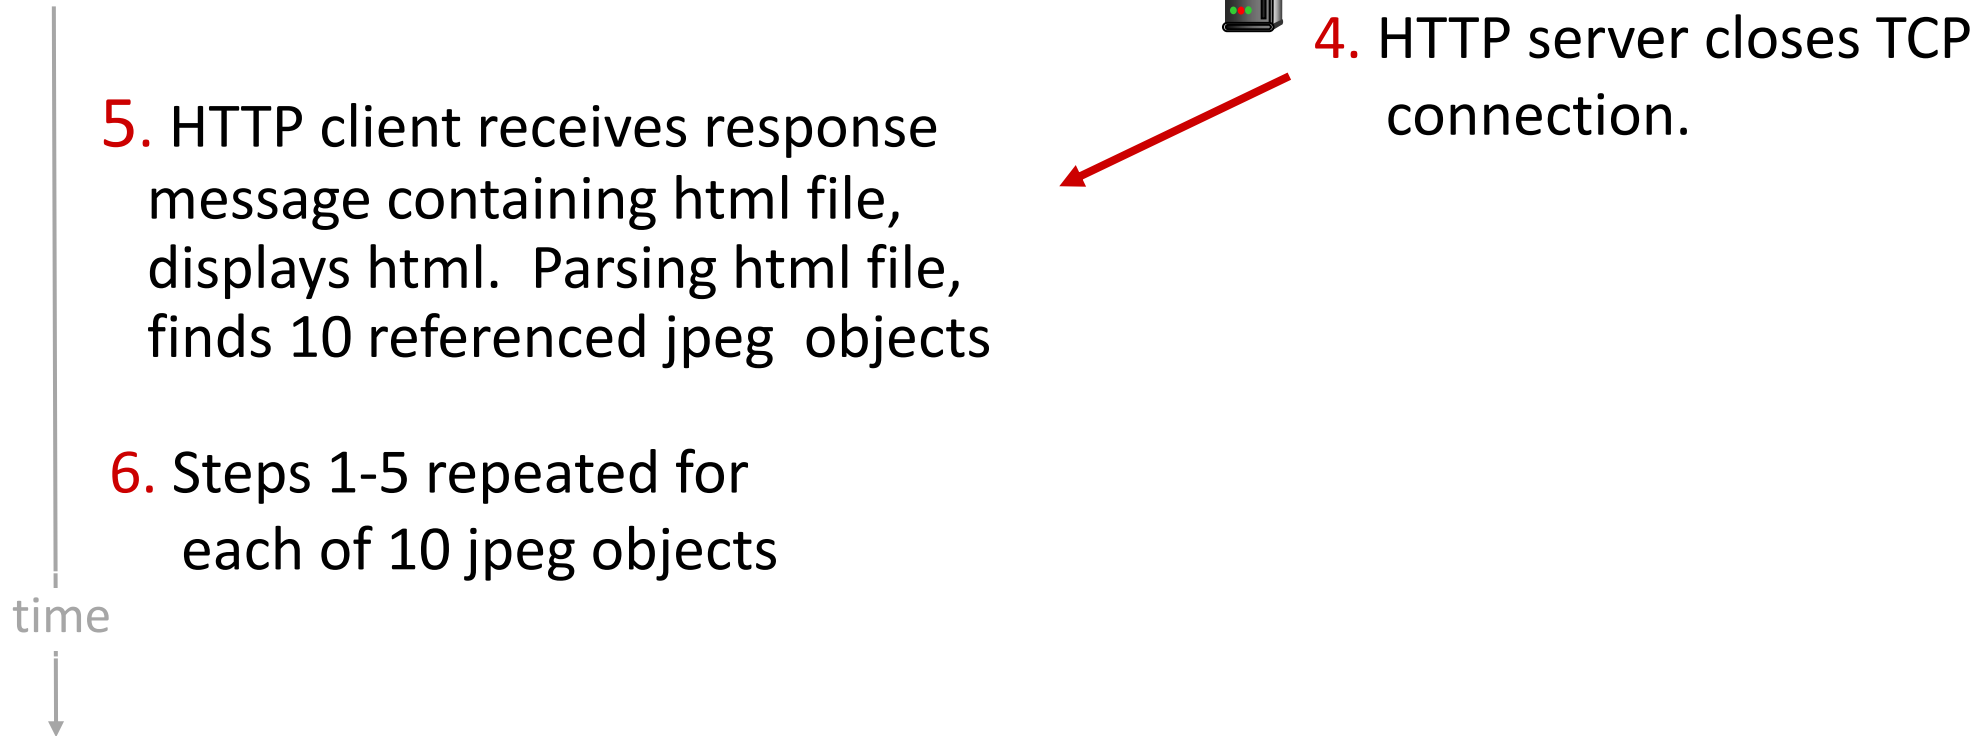 4. HTTP server closes TCP
connection.
5. HTTP client receives response
message containing html file,
displays html.  Parsing html file,
finds 10 referenced jpeg  objects
6. Steps 1-5 repeated for
each of 10 jpeg objects
time